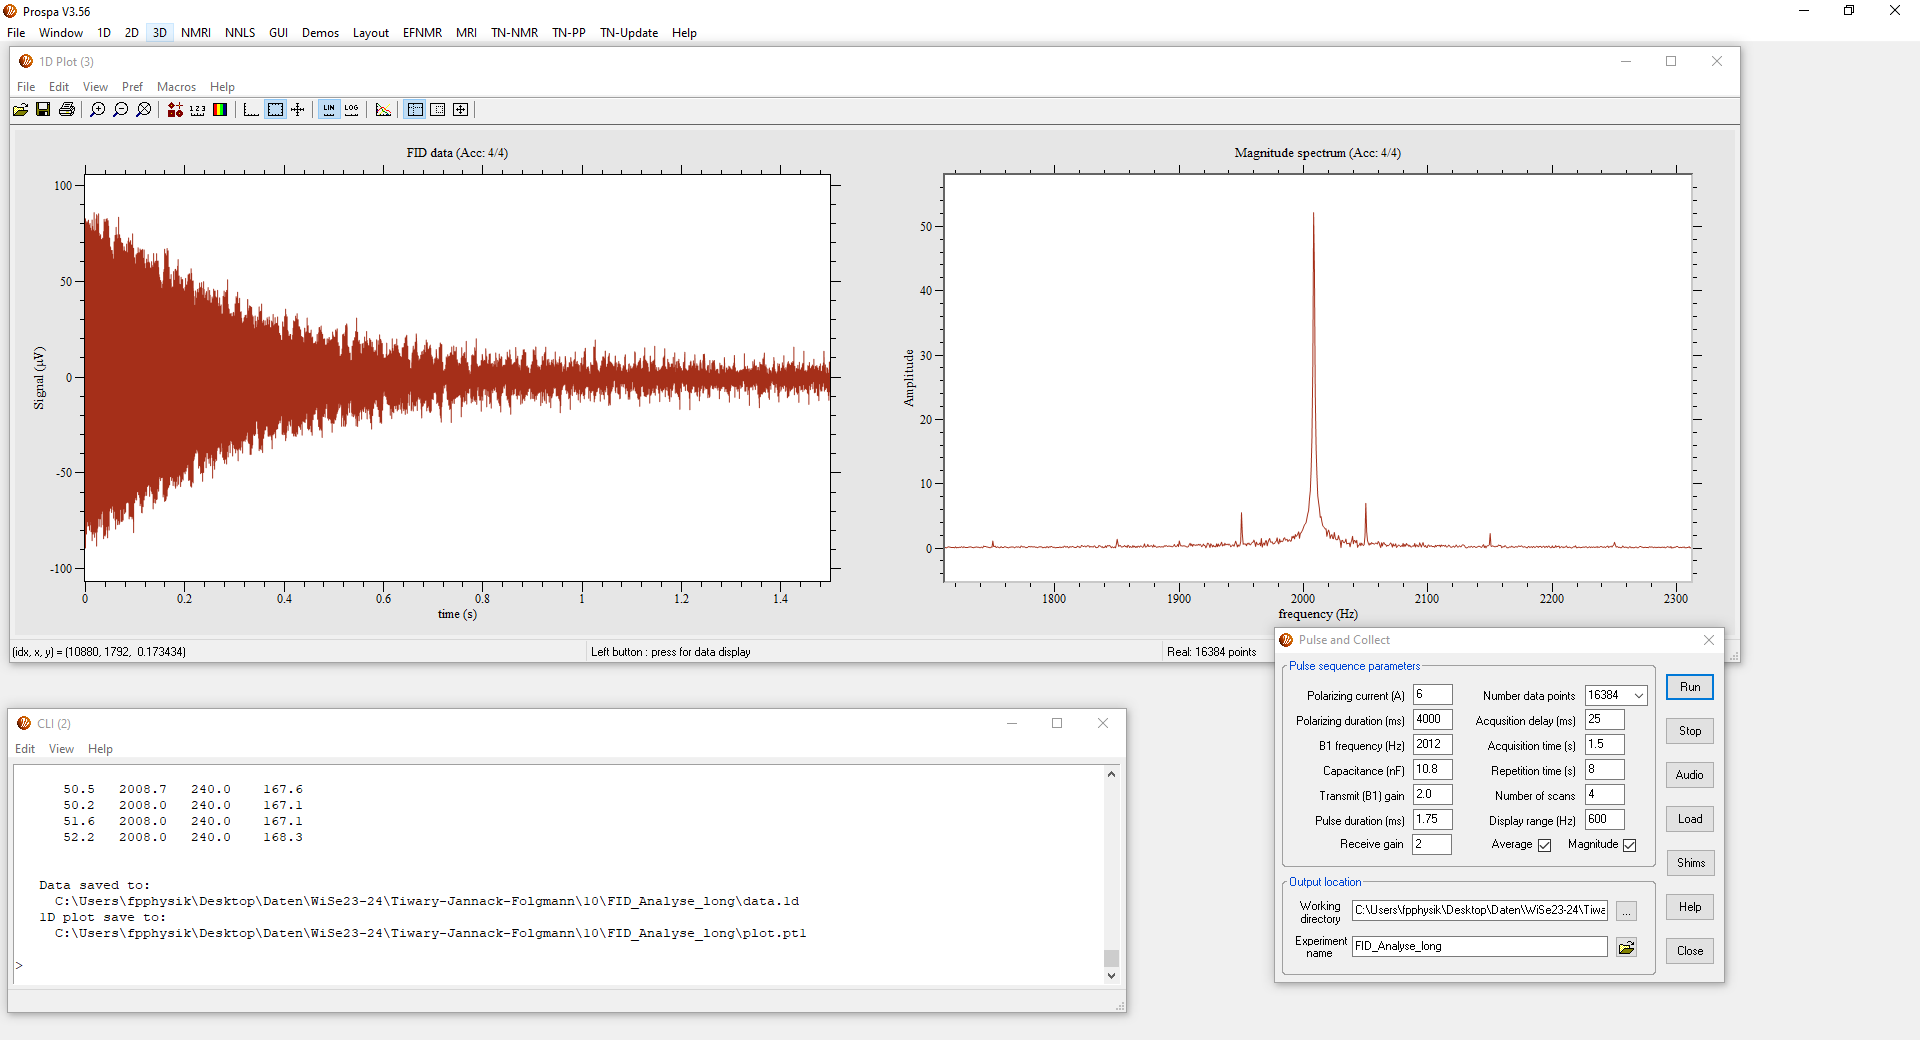 Prospa V3.56
File Window 1D 2D 3D NMRI NNLS GUI Demos Layout EFNMR MRI TN-NMR TN-PP TN-Update Help
1D Plot (3)
File Edit View Pref Macros Help
1 2 3
LIN
LOG
FID data (Acc: 4/4)
100
50
0
-50
-100
Signal (µV)
0 0.2 0.4 0.6 0.8 1 1.2 1.4
time (s)
Magnitude spectrum (Acc: 4/4)
50
40
30
20
10
0
Amplitude
1800 1900 2000 2100 2200 2300
frequency (Hz)
(idx, x, y) = (10880, 1792, 0.173434)
Left button : press for data display
Real: 16384 points
CLI (2)
Edit View Help
50.5 2008.7 240.0 167.6
50.2 2008.0 240.0 167.1
51.6 2008.0 240.0 167.1
52.2 2008.0 240.0 168.3
Data saved to:
C:\Users\fpphysik\Desktop\Daten\WiSe23-24\Tiwary-Jannack-Folgmann\10\FID_Analyse_long\data.1d
1D plot save to:
C:\Users\fpphysik\Desktop\Daten\WiSe23-24\Tiwary-Jannack-Folgmann\10\FID_Analyse_long\plot.pt1
>
Pulse and Collect
Pulse sequence parameters
Polarizing current (A) 6 Number data points 16384
Polarizing duration (ms) 4000 Acqusition delay (ms) 25
B1 frequency (Hz) 2012 Acquisition time (s) 1.5
Capacitance (nF) 10.8 Repetition time (s) 8
Transmit (B1) gain 2.0 Number of scans 4
Pulse duration (ms) 1.75 Display range (Hz) 600
Receive gain 2 Average Magnitude
Output location
Working
directory
C:\Users\fpphysik\Desktop\Daten\WiSe23-24\Tiwa
...
Experiment
name
FID_Analyse_long
Run
Stop
Audio
Load
Shims
Help
Close